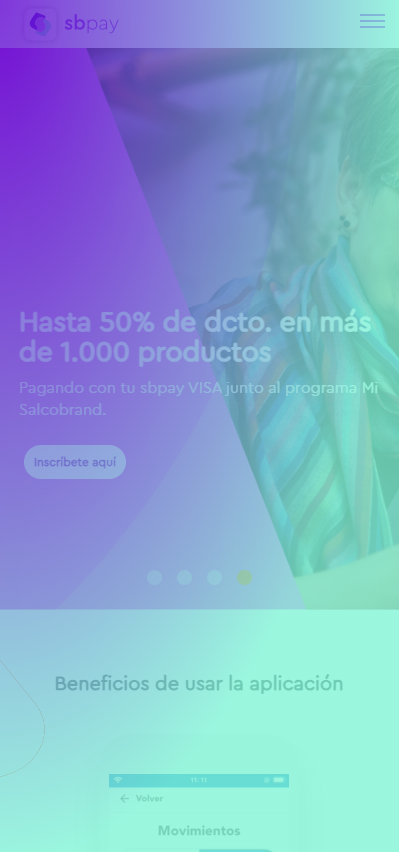 sbpay
Hasta 50% de dcto. en más
de 1.000 productos
Pagando con tu sbpay VISA junto al programa Mi
Salcobrand.
Inscríbete aquí
Beneficios de usar la aplicación
11:11
Volver
Movimientos